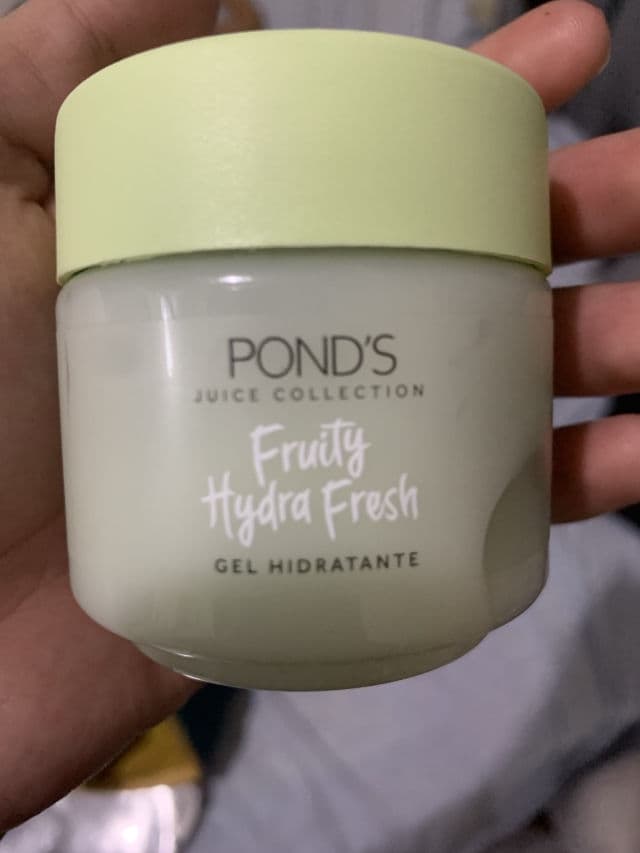 POND'S
JUICE COLLECTION
Fruity
Hydra Fresh
GEL HIDRATANTE